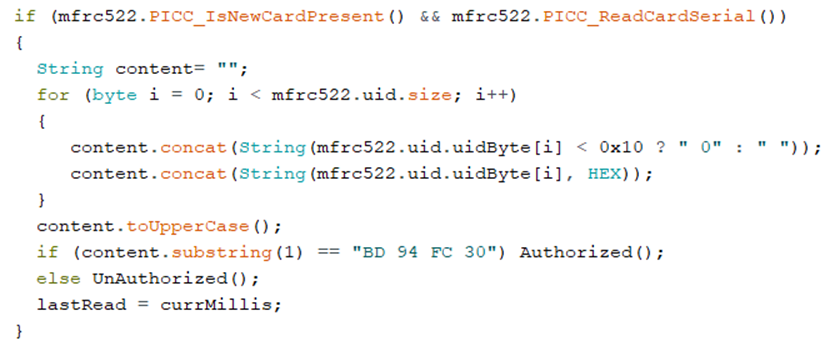 if (mfrc522.PICC_IsNewCardPresent() && mfrc522.PICC_ReadCardSerial())
{
  String content= "";
  for (byte i = 0; i < mfrc522.uid.size; i++)
  {
     content.concat(String(mfrc522.uid.uidByte[i] < 0x10 ? " 0" : " "));
     content.concat(String(mfrc522.uid.uidByte[i], HEX));
  }
  content.toUpperCase();
  if (content.substring(1) == "BD 94 FC 30") Authorized();
  else UnAuthorized();
  lastRead = currMillis;
}